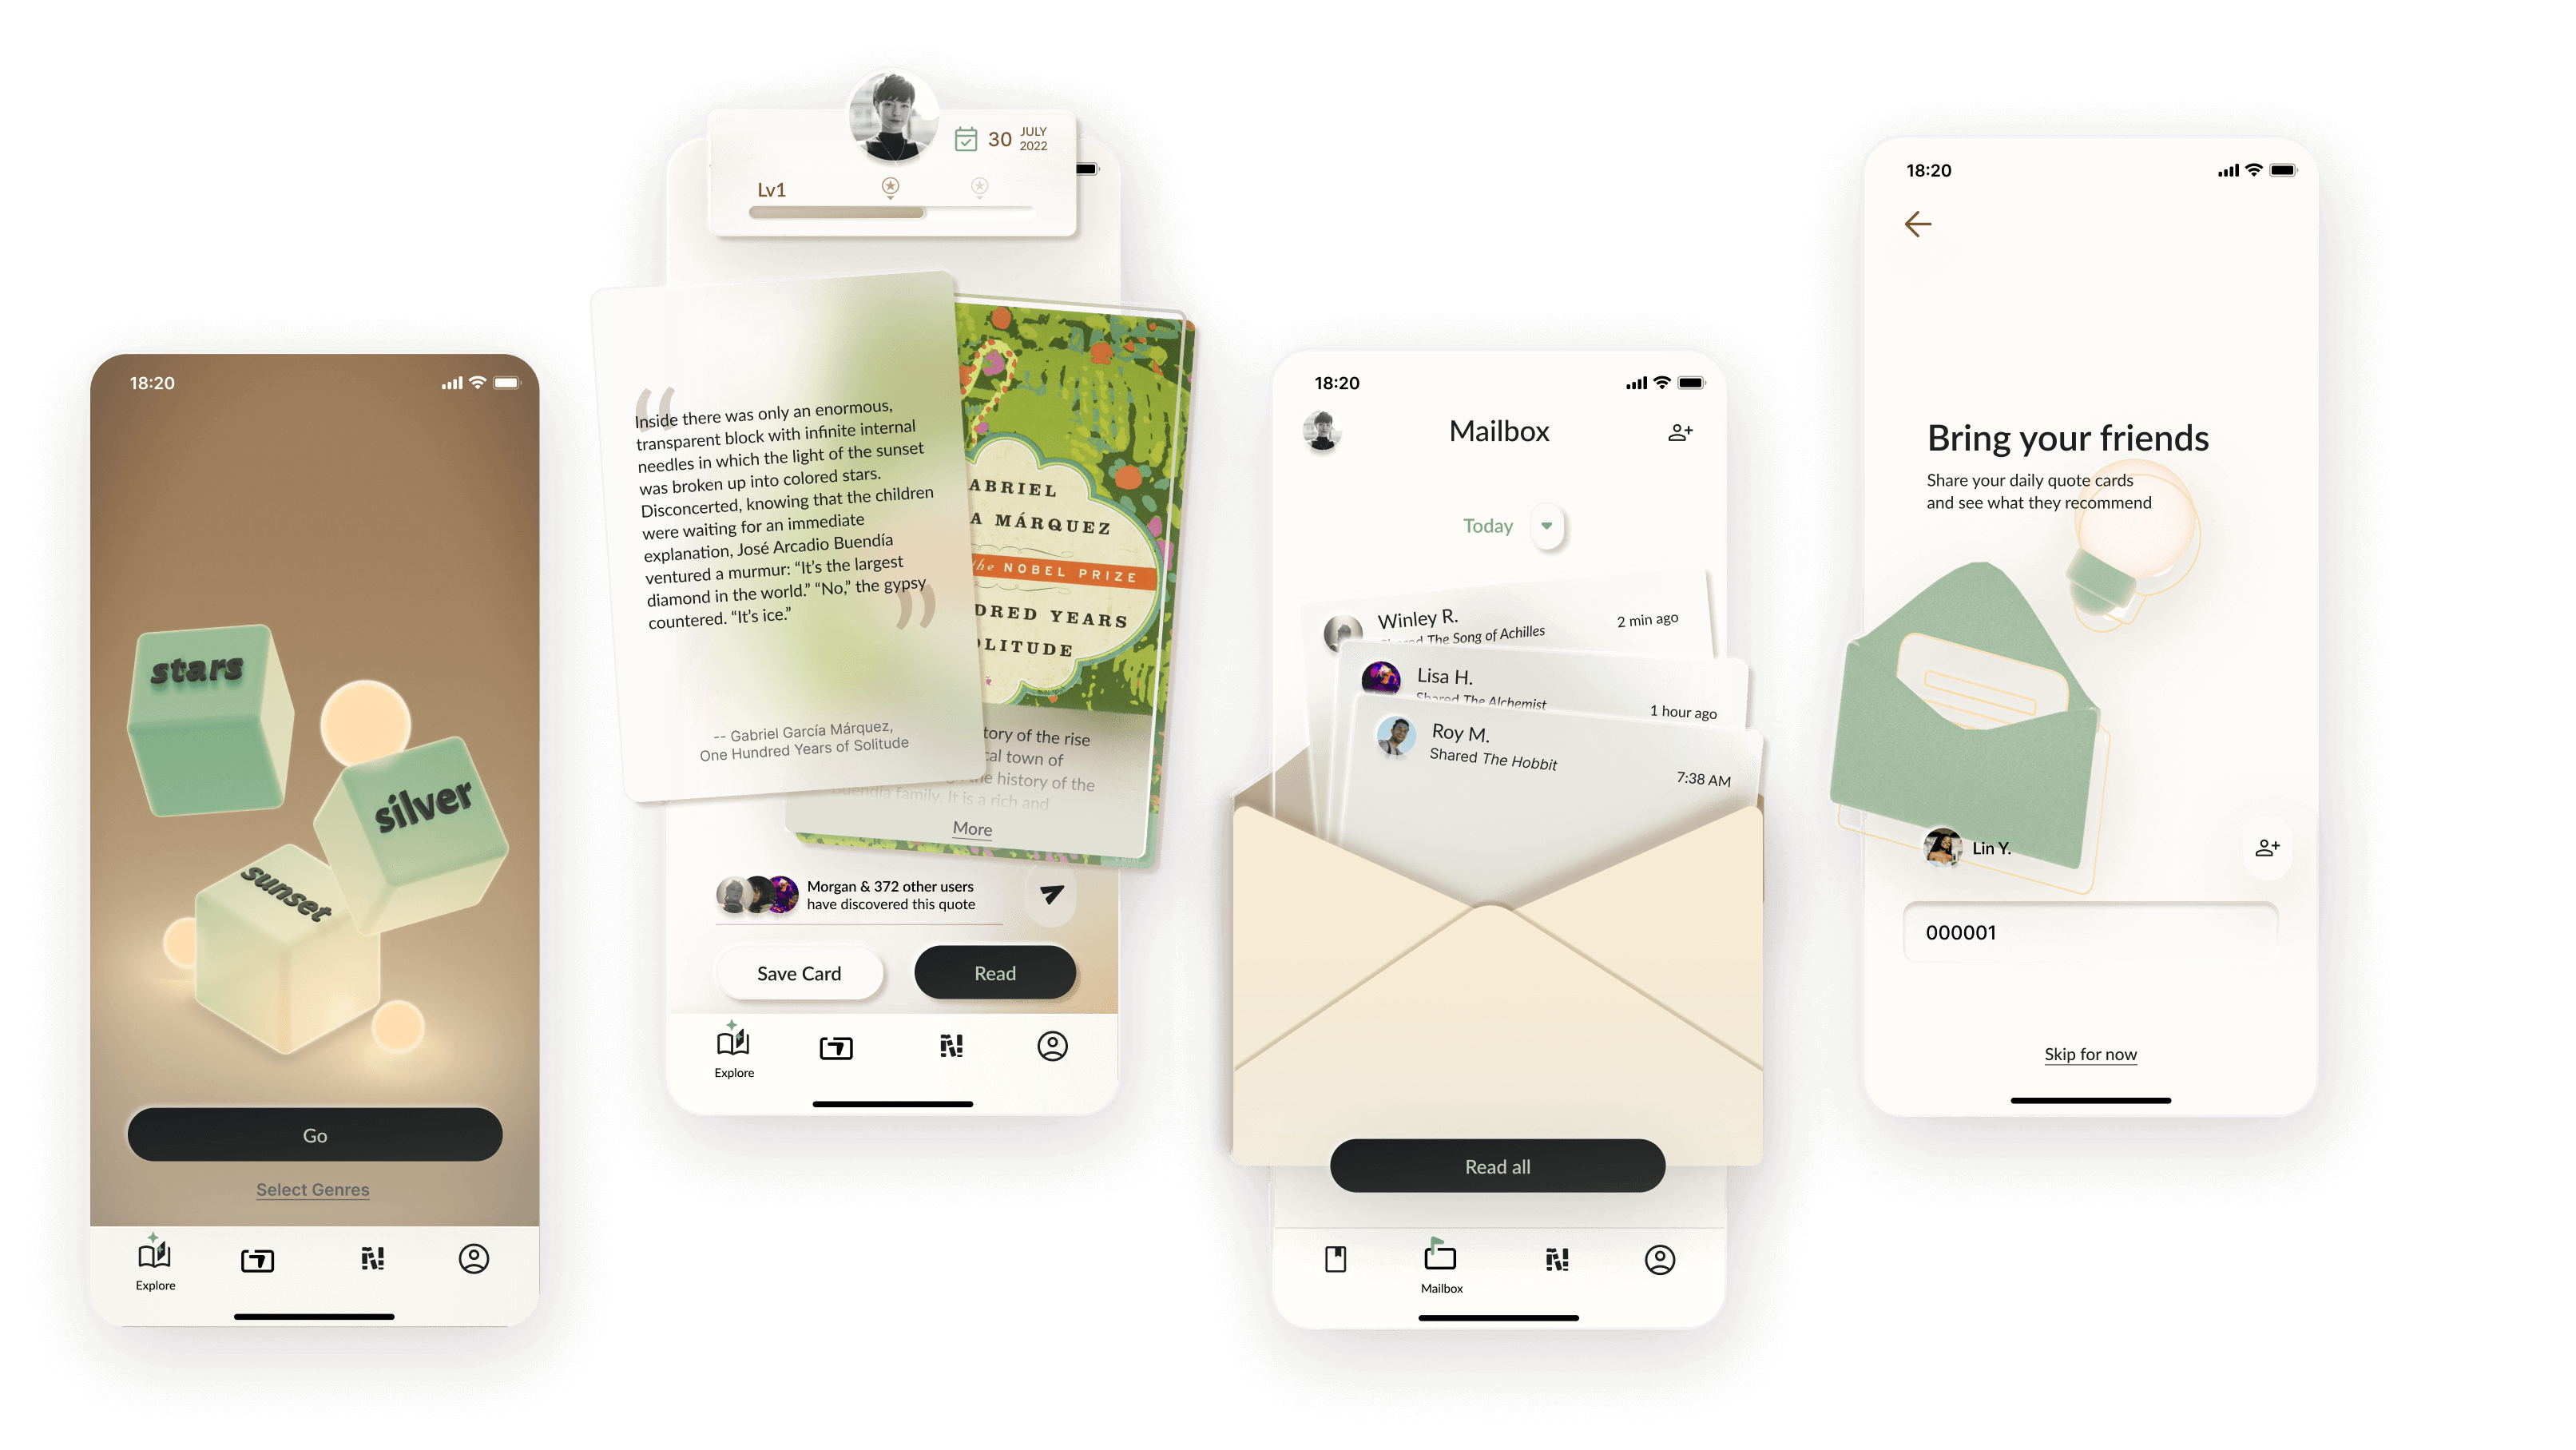 18:20
stars
silver
sunset
Go
Select Genres
Explore
30
JULY
2022
Lv1
“
Inside there was only an enormous,
transparent block with infinite internal
needles in which the light of the sunset
was broken up into colored stars.
Disconcerted, knowing that the children
were waiting for an immediate
explanation, José Arcadio Buendía
ventured a murmur: “It’s the largest
diamond in the world.” “No,” the gypsy
countered. “It’s ice.”
”
-- Gabriel García Márquez,
One Hundred Years of Solitude
ABRIEL
A MÁRQUEZ
the NOBEL PRIZE
DRED YEARS
OLITUDE
tory of the rise
cal town of
the history of the
Buendía family. It is a rich and
More
Morgan & 372 other users
have discovered this quote
Save Card
Read
Explore
18:20
Mailbox
Today
Winley R.
Shared The Song of Achilles
2 min ago
Lisa H.
Shared The Alchemist
1 hour ago
Roy M.
Shared The Hobbit
7:38 AM
Read all
Mailbox
18:20
Bring your friends
Share your daily quote cards
and see what they recommend
Lin Y.
000001
Skip for now